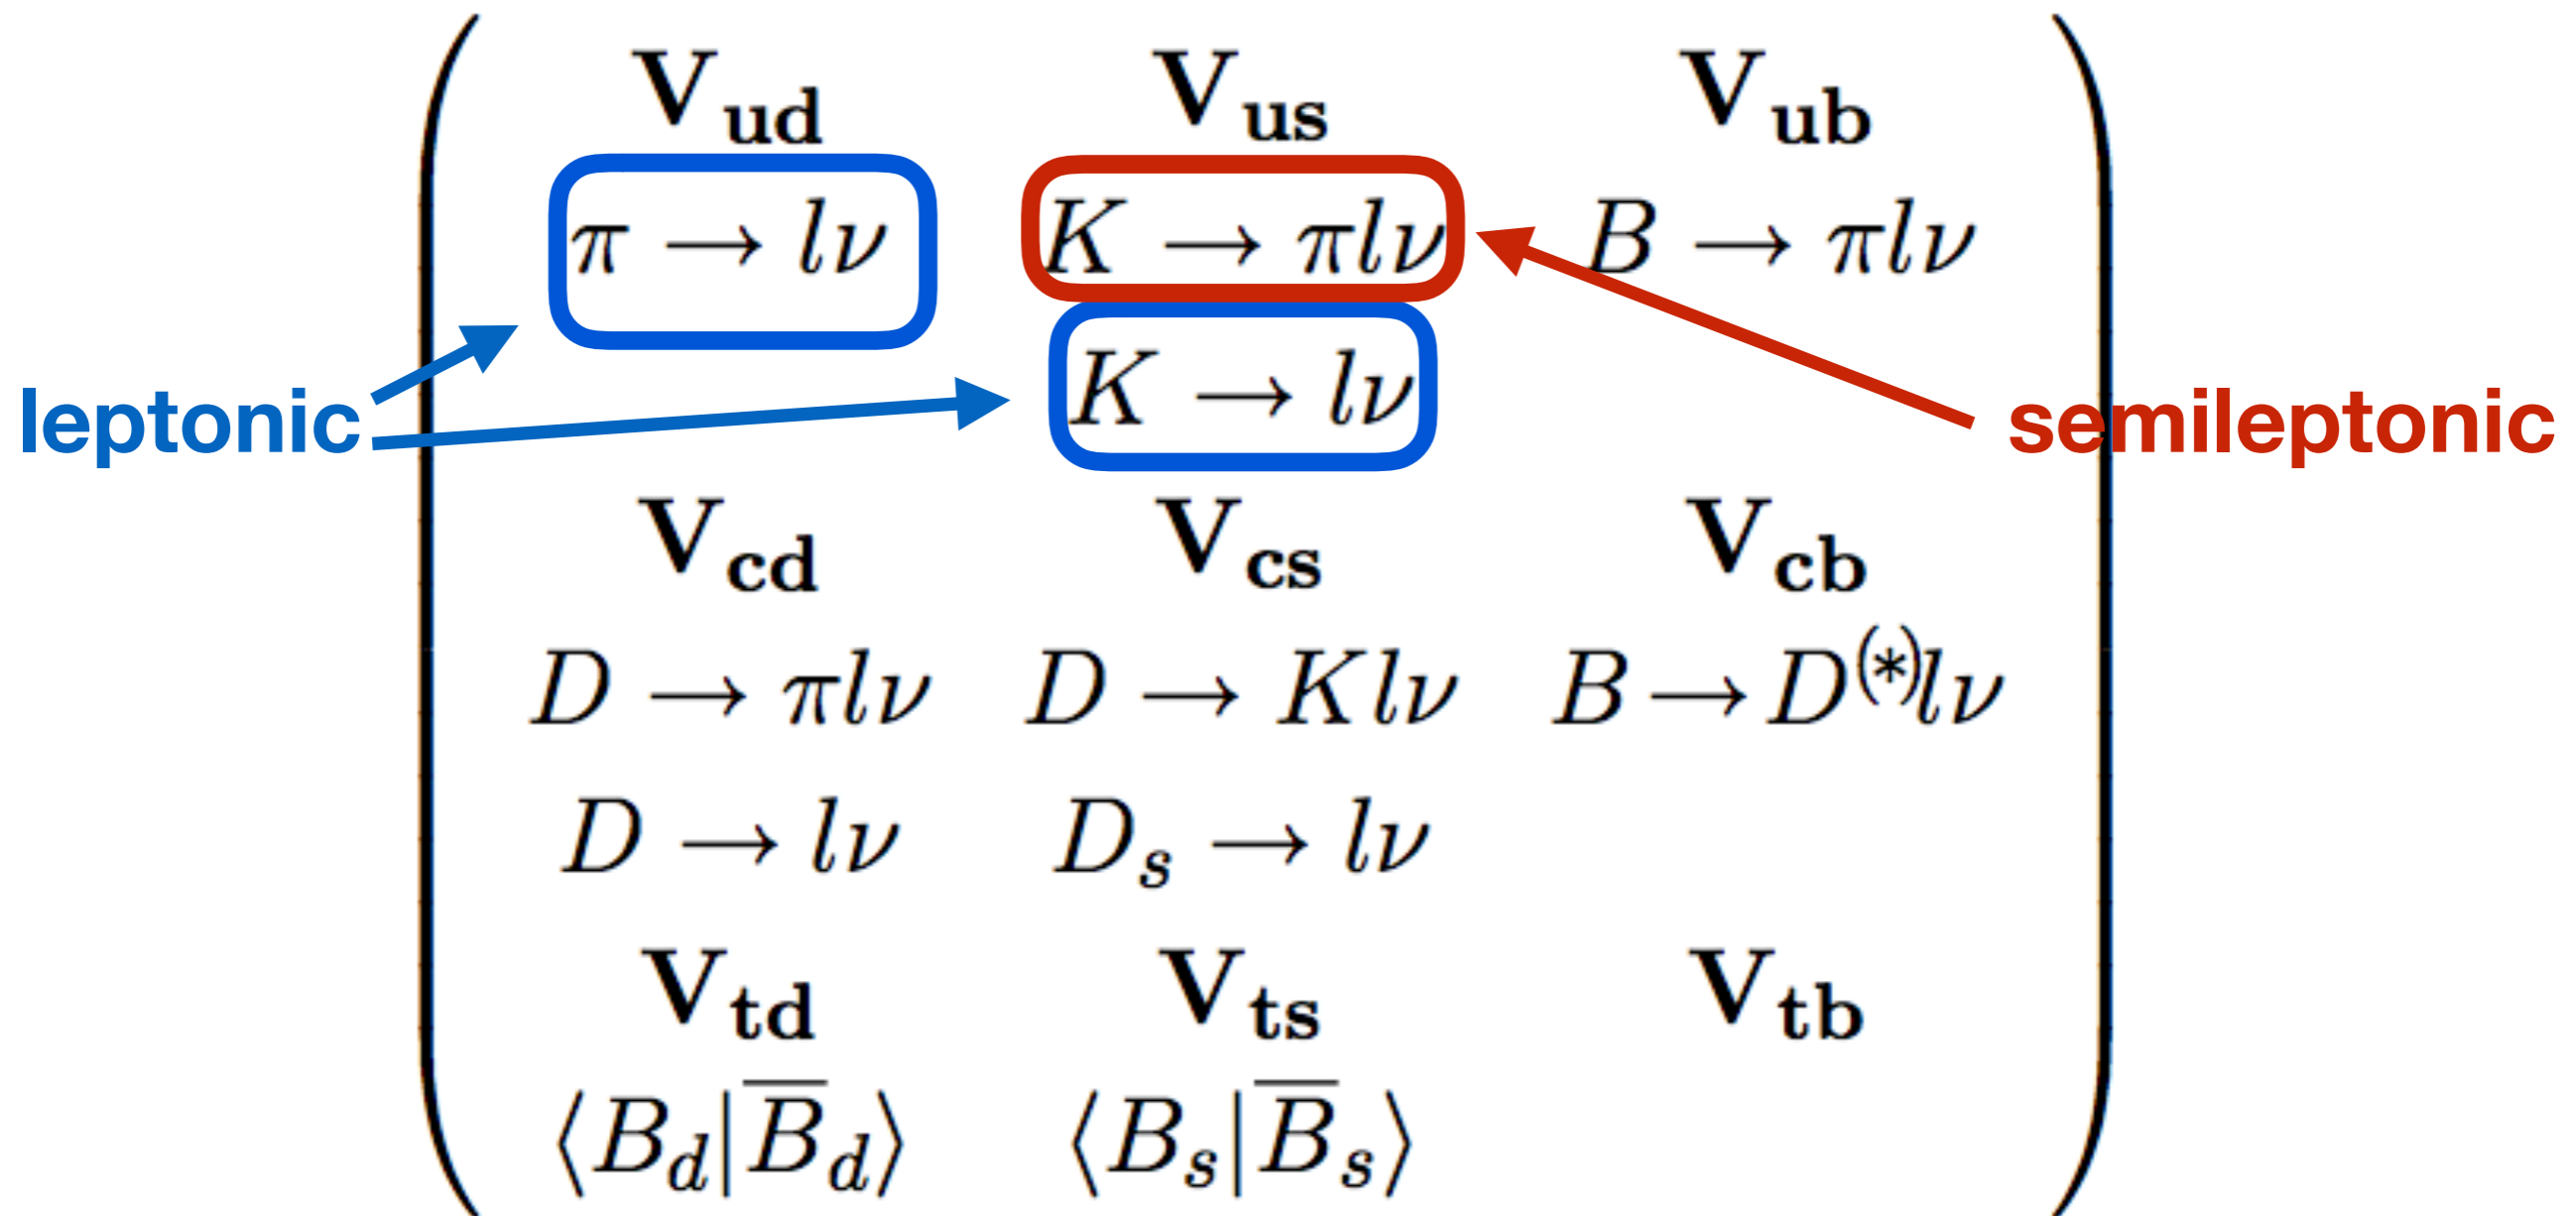 V_ud V_us V_ub
π → lν K → πlν B → πlν
K → lν
leptonic semileptonic
V_cd V_cs V_cb
D → πlν D → Klν B → D^(*)lν
D → lν D_s → lν
V_td V_ts V_tb
⟨B_d|B̅_d⟩ ⟨B_s|B̅_s⟩